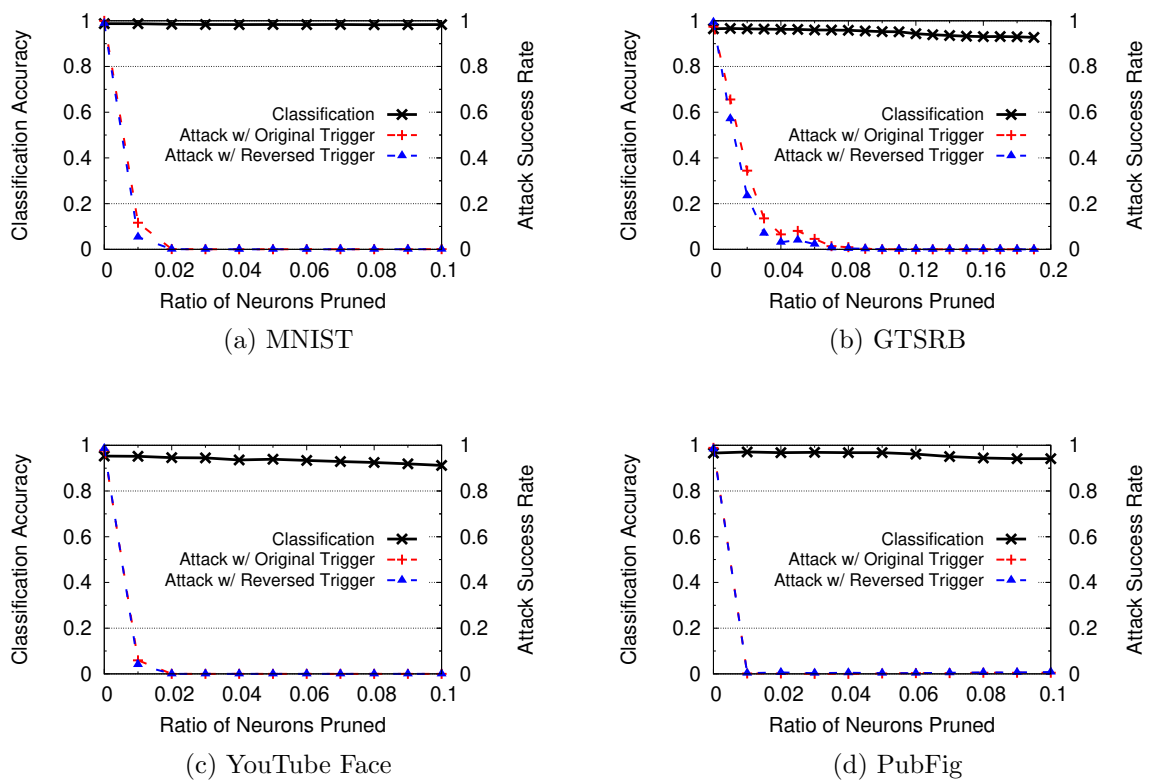 Classification Accuracy
1
0.8
0.6
0.4
0.2
0
Classification
Attack w/ Original Trigger
Attack w/ Reversed Trigger
1
0.8
0.6
0.4
0.2
0
Attack Success Rate
0 0.02 0.04 0.06 0.08 0.1
Ratio of Neurons Pruned
(a) MNIST
Classification Accuracy
1
0.8
0.6
0.4
0.2
0
Classification
Attack w/ Original Trigger
Attack w/ Reversed Trigger
1
0.8
0.6
0.4
0.2
0
Attack Success Rate
0 0.04 0.08 0.12 0.16 0.2
Ratio of Neurons Pruned
(b) GTSRB
Classification Accuracy
1
0.8
0.6
0.4
0.2
0
Classification
Attack w/ Original Trigger
Attack w/ Reversed Trigger
1
0.8
0.6
0.4
0.2
0
Attack Success Rate
0 0.02 0.04 0.06 0.08 0.1
Ratio of Neurons Pruned
(c) YouTube Face
Classification Accuracy
1
0.8
0.6
0.4
0.2
0
Classification
Attack w/ Original Trigger
Attack w/ Reversed Trigger
1
0.8
0.6
0.4
0.2
0
Attack Success Rate
0 0.02 0.04 0.06 0.08 0.1
Ratio of Neurons Pruned
(d) PubFig